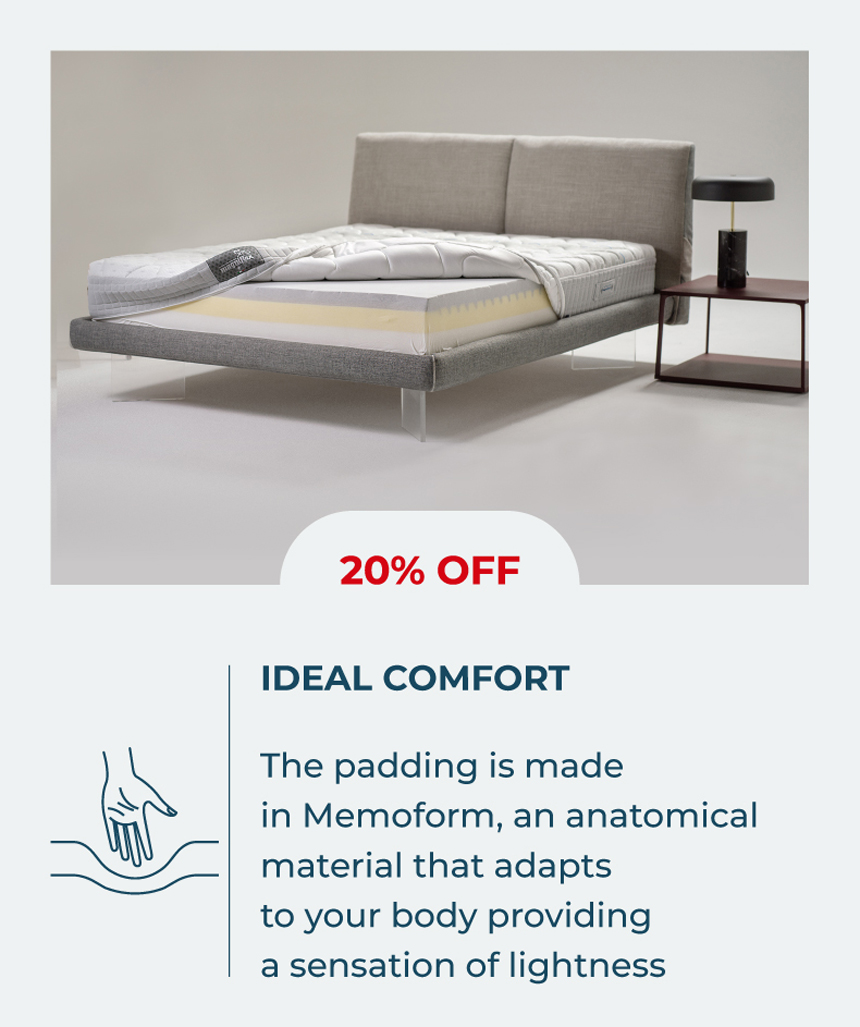 20% OFF
IDEAL COMFORT
The padding is made
in Memoform, an anatomical
material that adapts
to your body providing
a sensation of lightness